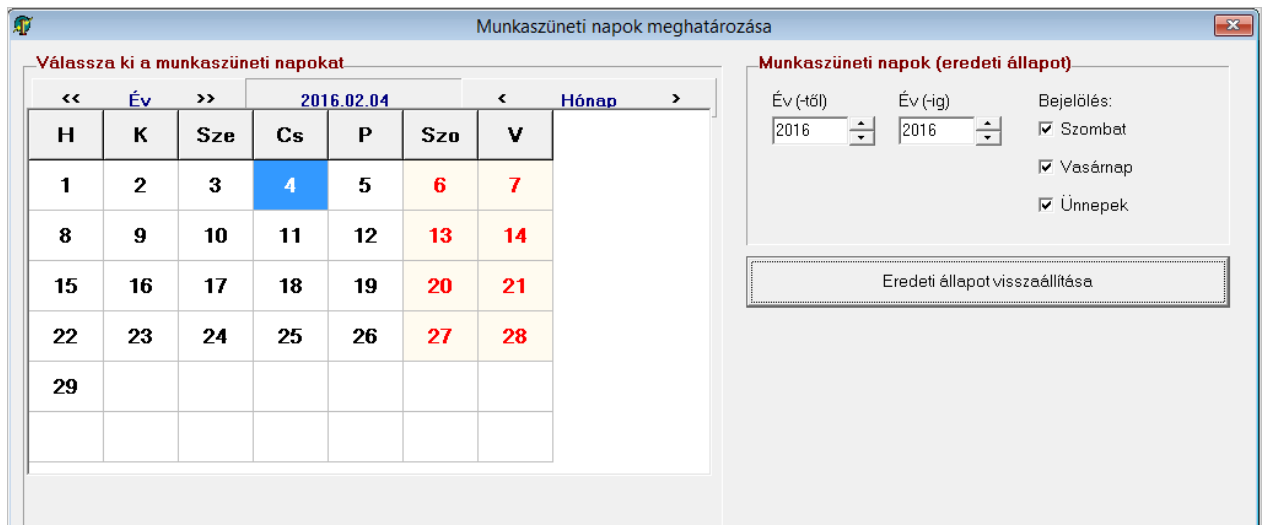 Munkaszüneti napok meghatározása
Válassza ki a munkaszüneti napokat
<< Év >> 2016.02.04 < Hónap >
H K Sze Cs P Szo V
1 2 3 4 5 6 7
8 9 10 11 12 13 14
15 16 17 18 19 20 21
22 23 24 25 26 27 28
29
Munkaszüneti napok (eredeti állapot)
Év (-től) Év (-ig) Bejelölés:
2016 2016 Szombat
Vasárnap
Ünnepek
Eredeti állapot visszaállítása